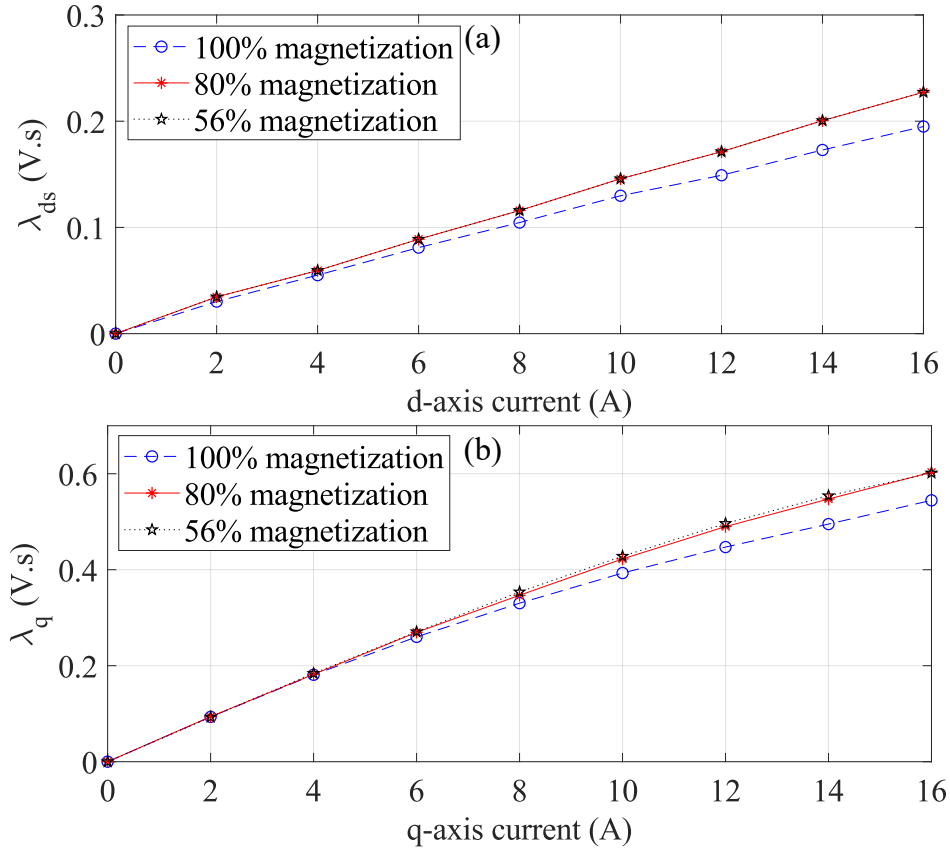 (a)
100% magnetization
80% magnetization
56% magnetization
0.3
0.2
0.1
0
λds (V.s)
0 2 4 6 8 10 12 14 16
d-axis current (A)
(b)
100% magnetization
80% magnetization
56% magnetization
0.6
0.4
0.2
0
λq (V.s)
0 2 4 6 8 10 12 14 16
q-axis current (A)